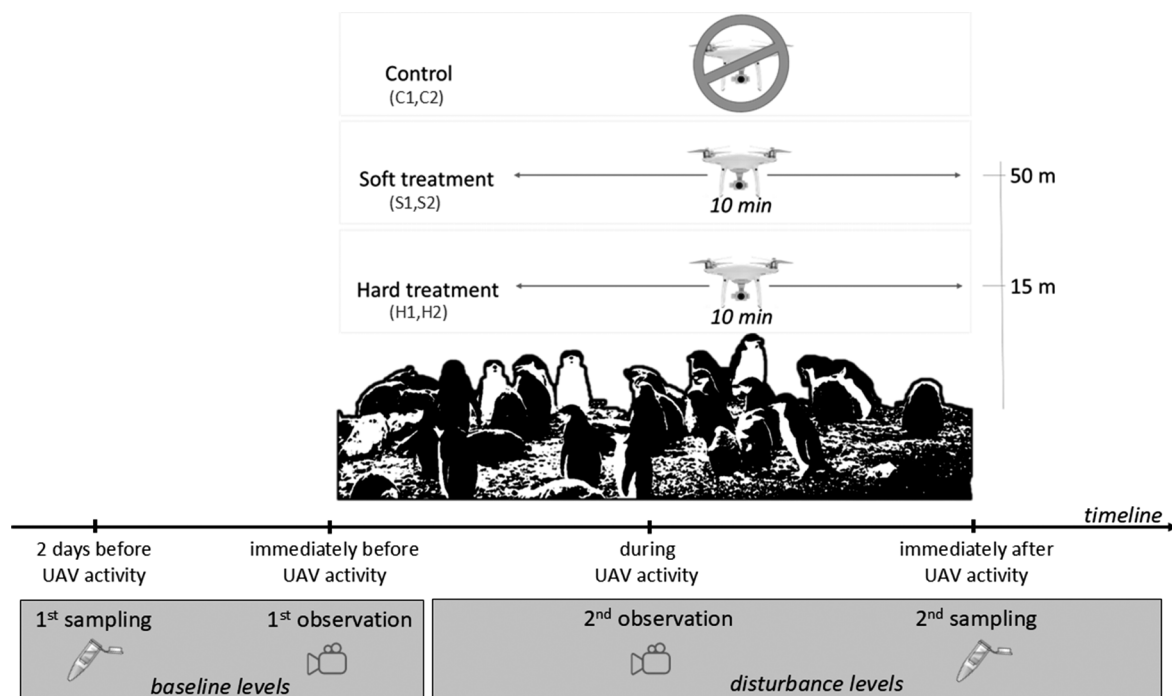 Control
(C1,C2)
Soft treatment
(S1,S2)
10 min
50 m
Hard treatment
(H1,H2)
10 min
15 m
timeline
2 days before
UAV activity
immediately before
UAV activity
during
UAV activity
immediately after
UAV activity
1st sampling
1st observation
baseline levels
2nd observation
2nd sampling
disturbance levels